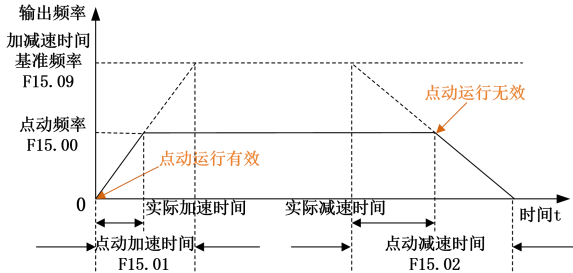 输出频率
加减速时间
基准频率
F15.09
点动运行无效
点动频率
F15.00
点动运行有效
0
实际加速时间
实际减速时间
时间t
点动加速时间
F15.01
点动减速时间
F15.02